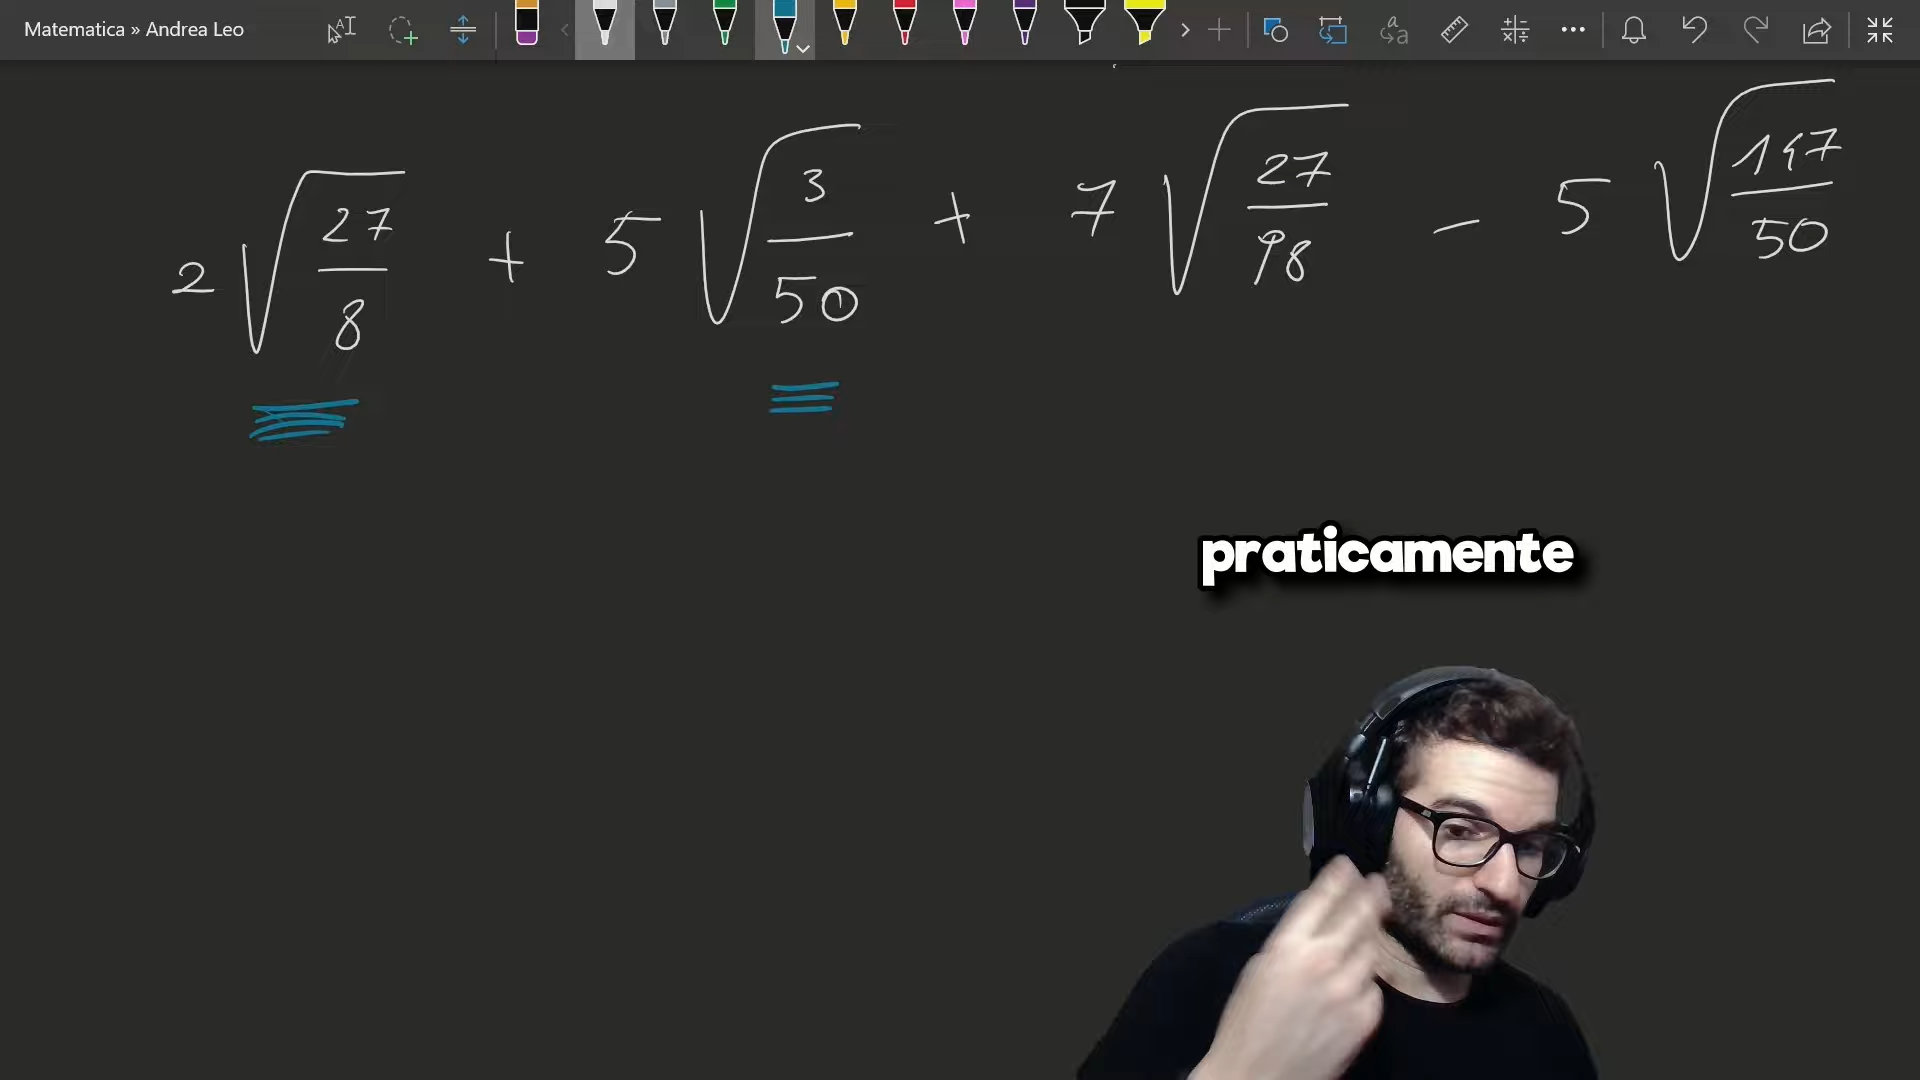 Matematica » Andrea Leo
2√(27/8) + 5√(3/50) + 7√(27/98) - 5√(147/50)
praticamente